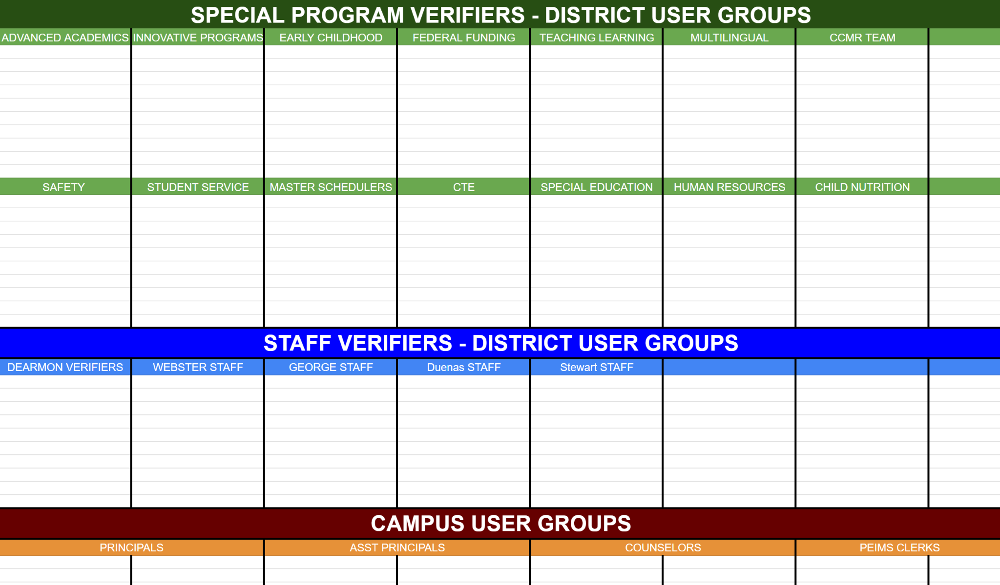 SPECIAL PROGRAM VERIFIERS - DISTRICT USER GROUPS
ADVANCED ACADEMICS INNOVATIVE PROGRAMS EARLY CHILDHOOD FEDERAL FUNDING TEACHING LEARNING MULTILINGUAL CCMR TEAM
SAFETY STUDENT SERVICE MASTER SCHEDULERS CTE SPECIAL EDUCATION HUMAN RESOURCES CHILD NUTRITION
STAFF VERIFIERS - DISTRICT USER GROUPS
DEARMON VERIFIERS WEBSTER STAFF GEORGE STAFF Duenas STAFF Stewart STAFF
CAMPUS USER GROUPS
PRINCIPALS ASST PRINCIPALS COUNSELORS PEIMS CLERKS